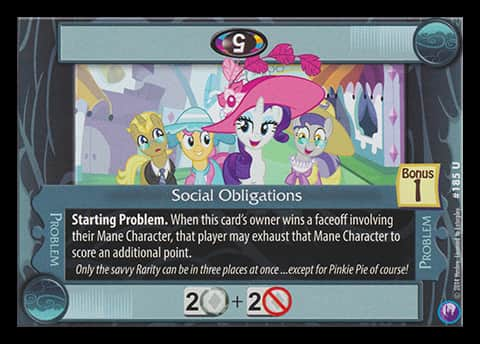 5
Social Obligations
Bonus
1
#185 U
PROBLEM
PROBLEM
Starting Problem. When this card's owner wins a faceoff involving
their Mane Character, that player may exhaust that Mane Character to
score an additional point.
Only the savvy Rarity can be in three places at once ...except for Pinkie Pie of course!
2 + 2